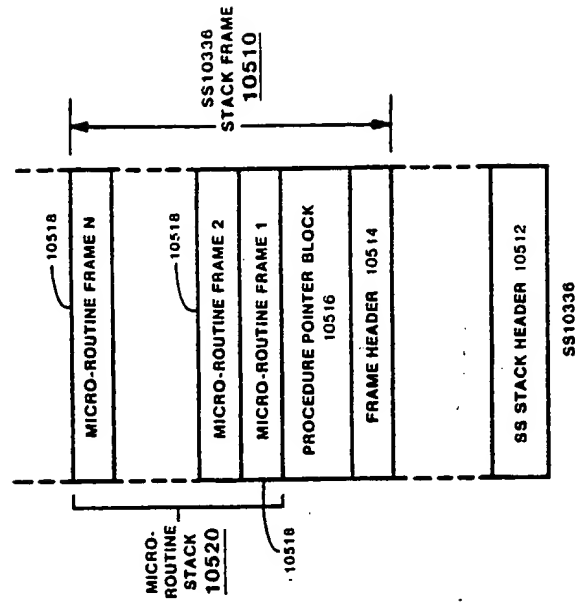 10518
MICRO-ROUTINE FRAME N
SS10336
STACK FRAME
10510
MICRO-
ROUTINE
STACK
10520
10518
MICRO-ROUTINE FRAME 2
MICRO-ROUTINE FRAME 1
10518
PROCEDURE POINTER BLOCK
10516
FRAME HEADER 10514
SS STACK HEADER 10512
SS10336